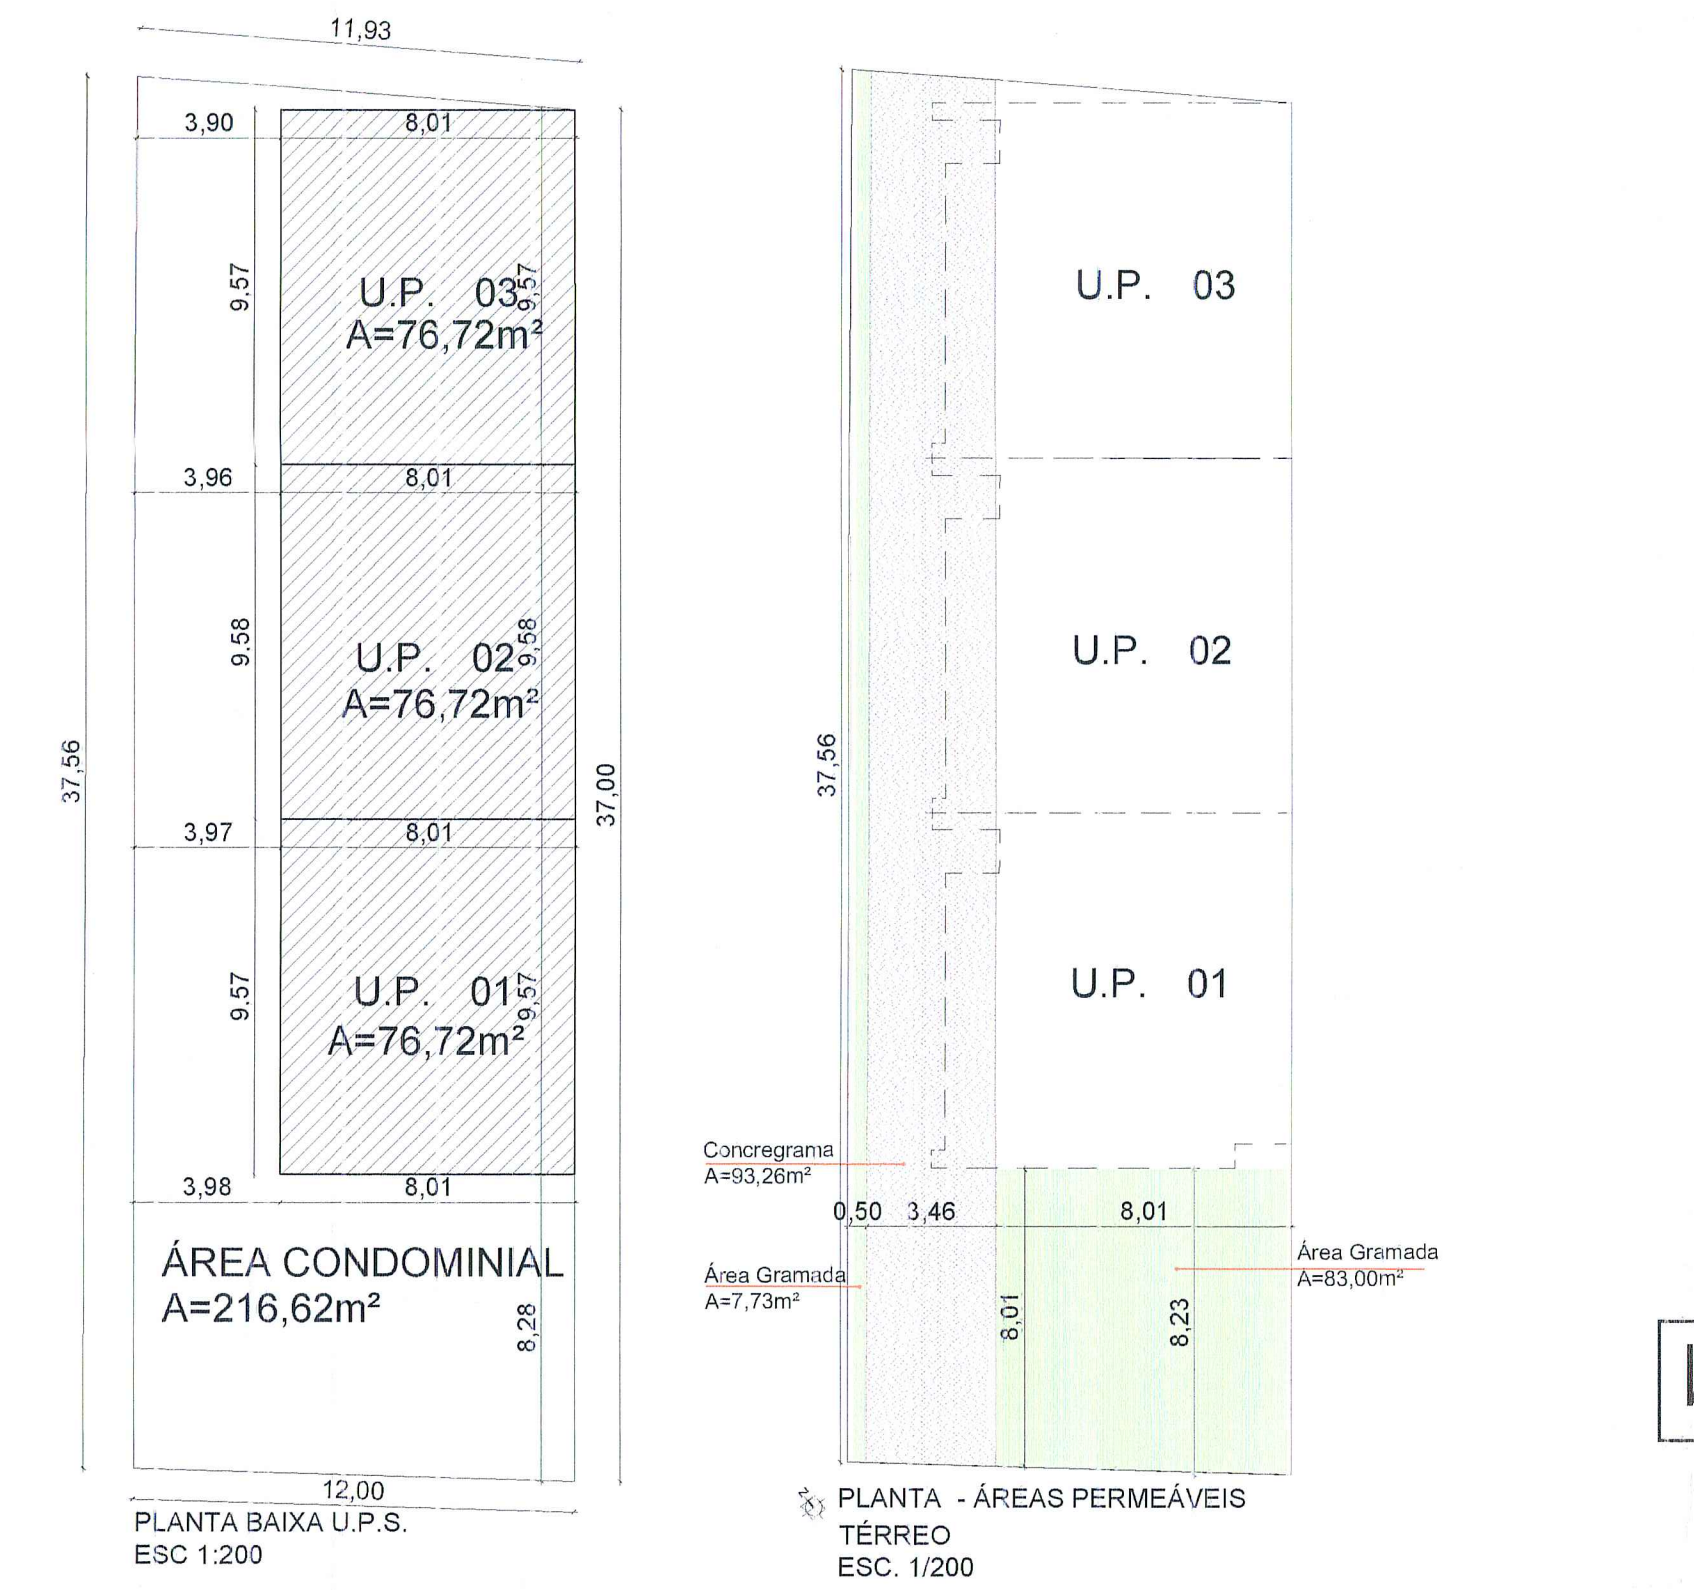 11,93
3,90
8,01
9.57
9,57
U.P. 03
A=76,72m²
3,96
8,01
9.58
9,58
U.P. 02
A=76,72m²
37,56
37,00
3,97
8,01
9.57
9,57
U.P. 01
A=76,72m²
3,98
8,01
ÁREA CONDOMINIAL
A=216,62m²
8,28
12,00
PLANTA BAIXA U.P.S.
ESC 1:200
U.P. 03
U.P. 02
37,56
U.P. 01
Concregrama
A=93,26m²
0,50
3,46
8,01
Área Gramada
A=7,73m²
Área Gramada
A=83,00m²
8,01
8,23
PLANTA - ÁREAS PERMEÁVEIS
TÉRREO
ESC. 1/200